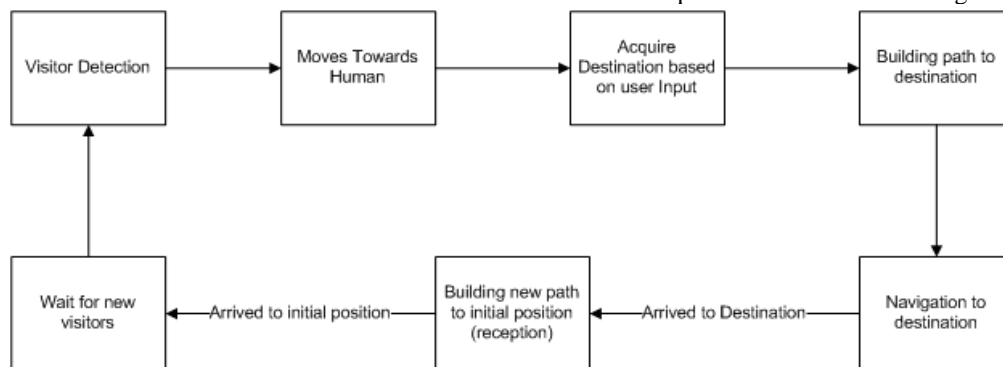 Visitor Detection
Moves Towards
Human
Acquire
Destination based
on user Input
Building path to
destination
Wait for new
visitors
Arrived to initial position
Building new path
to initial position
(reception)
Arrived to Destination
Navigation to
destination